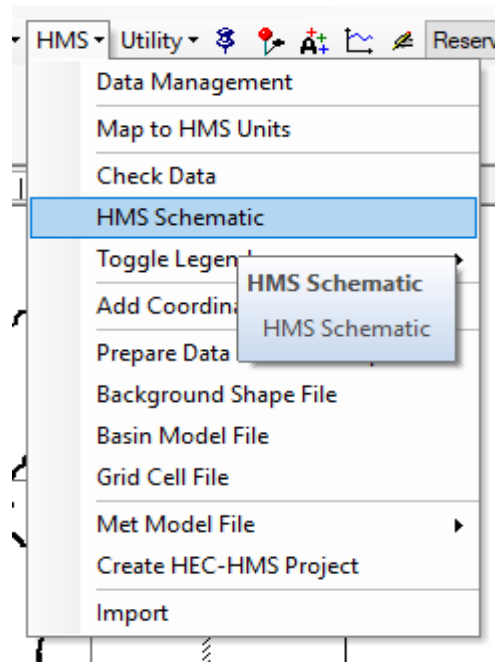 HMS Utility Reserv
Data Management
Map to HMS Units
Check Data
HMS Schematic
Toggle Legen
HMS Schematic
Add Coordin
HMS Schematic
Prepare Data
Background Shape File
Basin Model File
Grid Cell File
Met Model File
Create HEC-HMS Project
Import